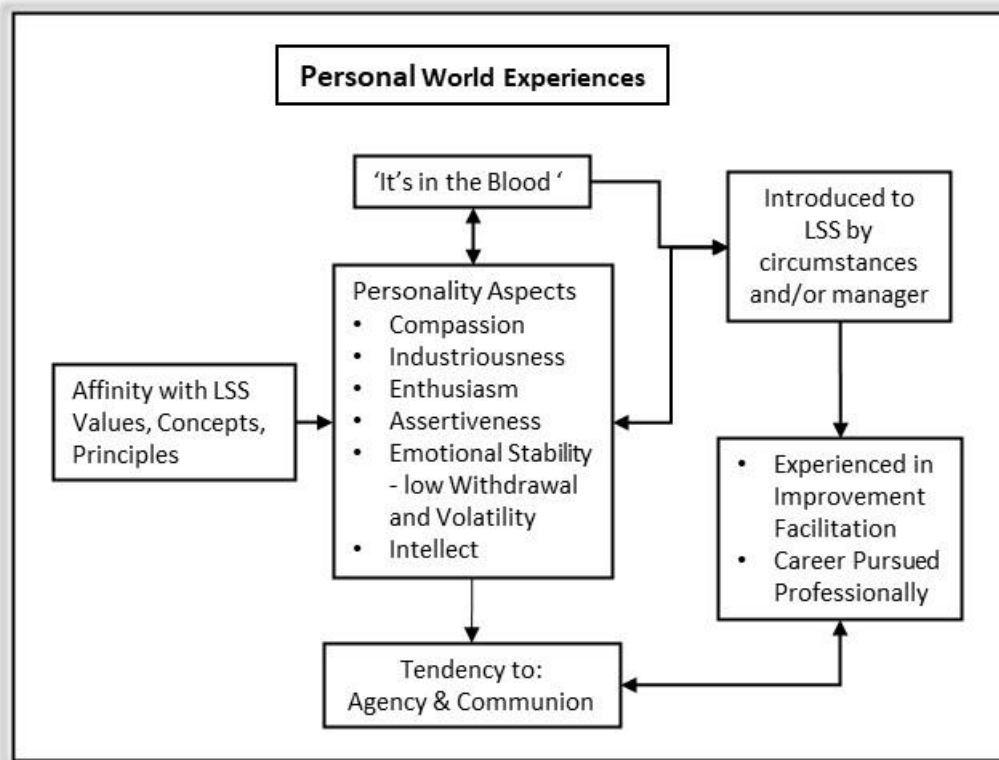 Personal World Experiences
‘It’s in the Blood ‘
Introduced to
LSS by
circumstances
and/or manager
Personality Aspects
• Compassion
• Industriousness
• Enthusiasm
• Assertiveness
• Emotional Stability
- low Withdrawal
and Volatility
• Intellect
Affinity with LSS
Values, Concepts,
Principles
• Experienced in
Improvement
Facilitation
• Career Pursued
Professionally
Tendency to:
Agency & Communion